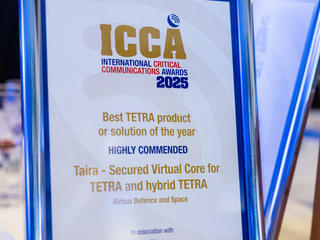 ICCA
INTERNATIONAL CRITICAL
COMMUNICATIONS AWARDS
2025
Best TETRA product
or solution of the year
HIGHLY COMMENDED
Taira - Secured Virtual Core for
TETRA and hybrid TETRA
Airbus Defence and Space
In association with